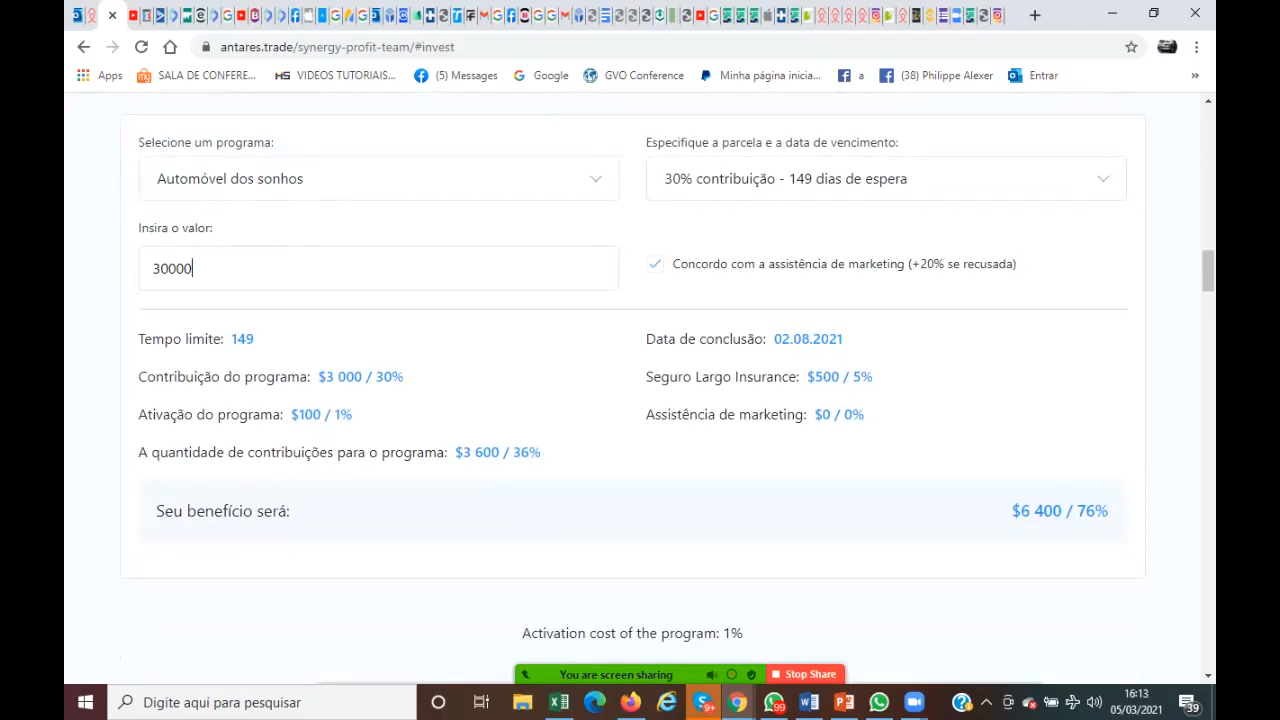 antares.trade/synergy-profit-team/#invest
Apps SALA DE CONFERE... VIDEOS TUTORIAIS... (5) Messages Google GVO Conference Minha página inicia... a (38) Philippe Alexer Entrar »
Selecione um programa: Especifique a parcela e a data de vencimento:
Automóvel dos sonhos 30% contribuição - 149 dias de espera
Insira o valor:
30000 Concordo com a assistência de marketing (+20% se recusada)
Tempo limite: 149 Data de conclusão: 02.08.2021
Contribuição do programa: $3 000 / 30% Seguro Largo Insurance: $500 / 5%
Ativação do programa: $100 / 1% Assistência de marketing: $0 / 0%
A quantidade de contribuições para o programa: $3 600 / 36%
Seu benefício será: $6 400 / 76%
Activation cost of the program: 1%
You are screen sharing Stop Share
Digite aqui para pesquisar
16:13
05/03/2021
39